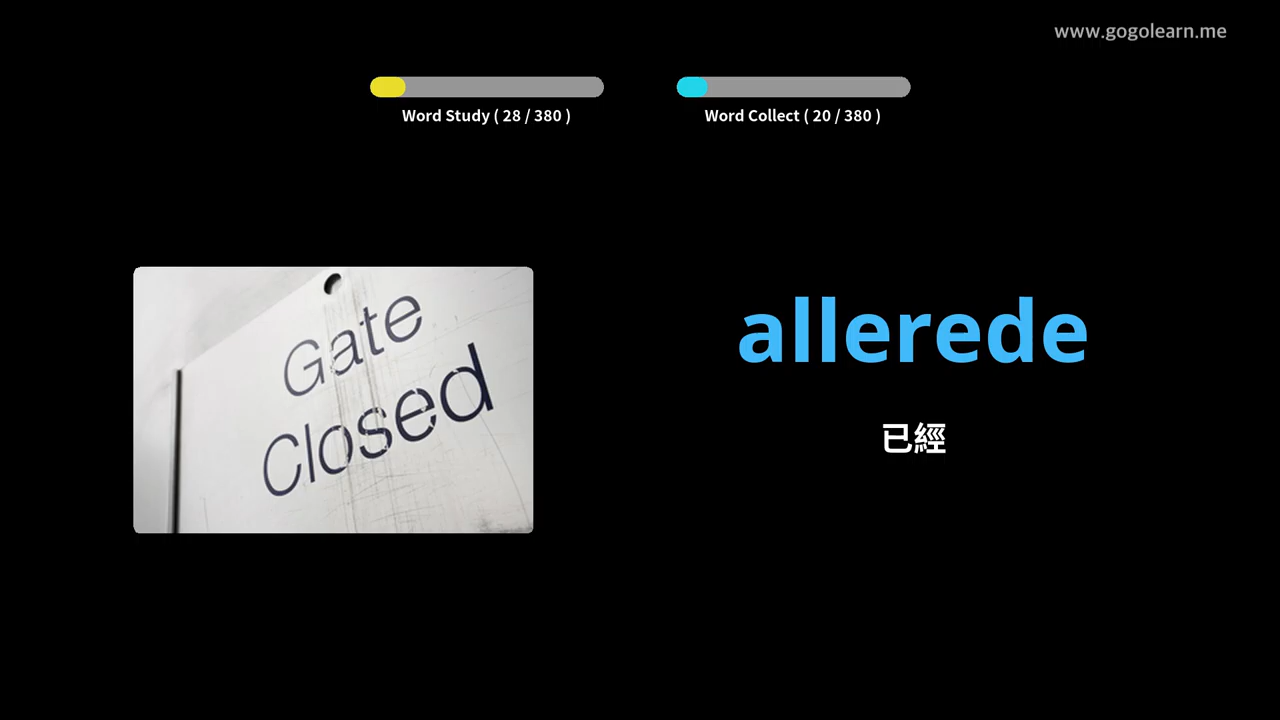 www.gogolearn.me
Word Study ( 28 / 380 )
Word Collect ( 20 / 380 )
Gate
Closed
allerede
已經